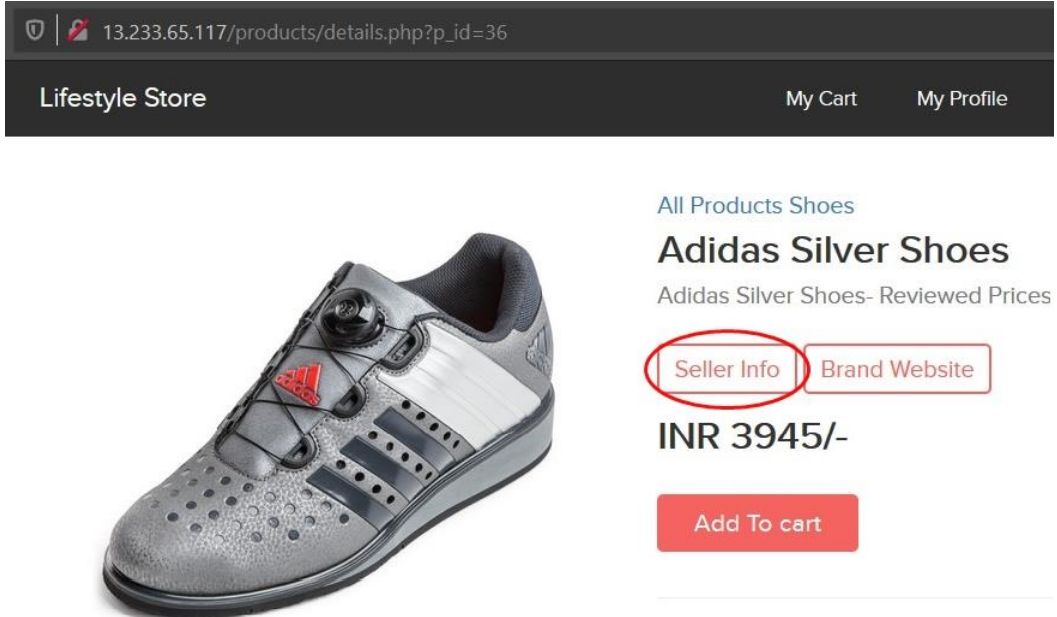 13.233.65.117/products/details.php?p_id=36
Lifestyle Store My Cart My Profile
All Products Shoes
Adidas Silver Shoes
Adidas Silver Shoes- Reviewed Prices
Seller Info Brand Website
INR 3945/-
Add To cart
adidas